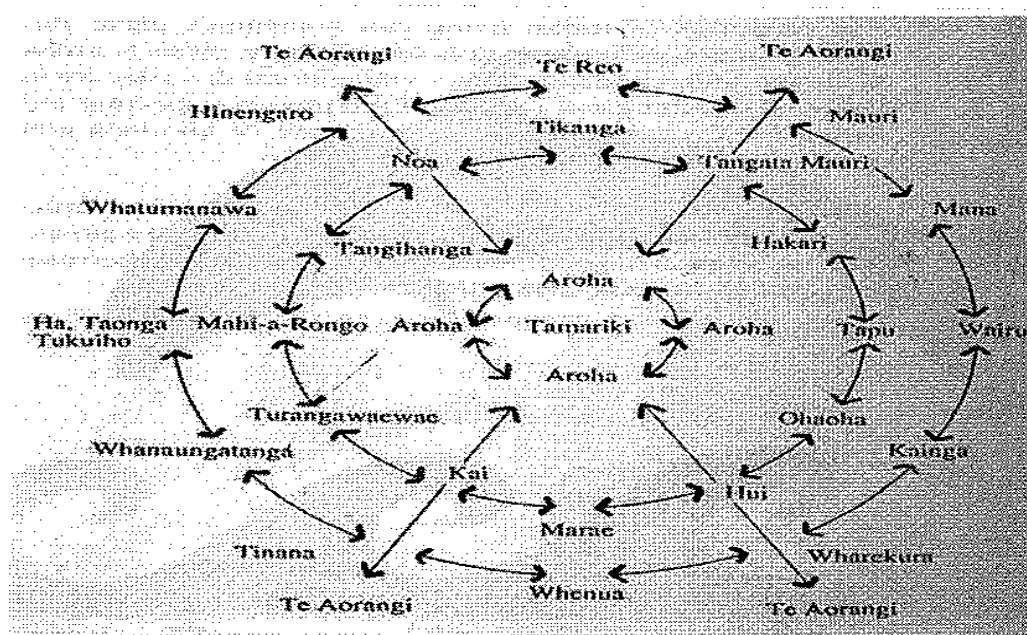 Te Aorangi
Te Aorangi
Te Reo
Hinengaro
Mauri
Tikanga
Noa
Tangata Mauri
Whatumanawa
Mana
Tangihanga
Hakari
Aroha
Ha, Taonga
Tukuiho
Mahi-a-Rongo
Aroha
Tamariki
Aroha
Tapu
Wairu
Aroha
Turangawaewae
Ohaoha
Whanaungatanga
Kainga
Kai
Hui
Marae
Tinana
Wharekura
Whenua
Te Aorangi
Te Aorangi